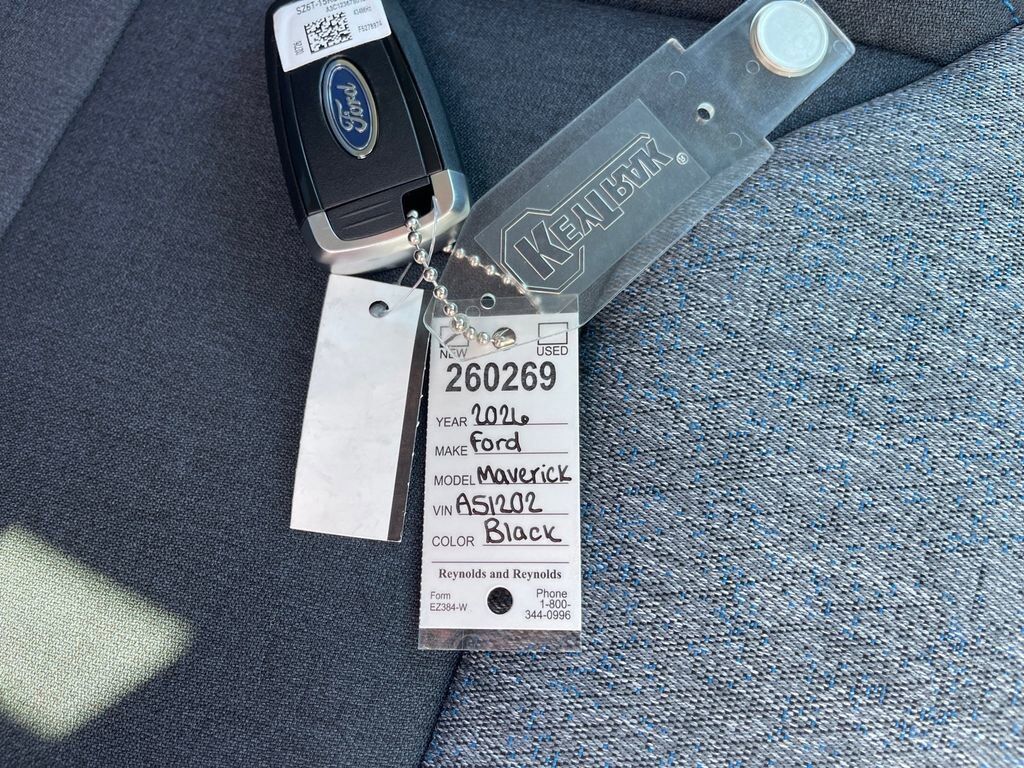 434MHz
Ford
KEYTRAK®
NEW
USED
260269
YEAR 2026
MAKE Ford
MODEL Maverick
VIN A51202
COLOR Black
Reynolds and Reynolds
Form
EZ384-W
Phone
1-800-
344-0996